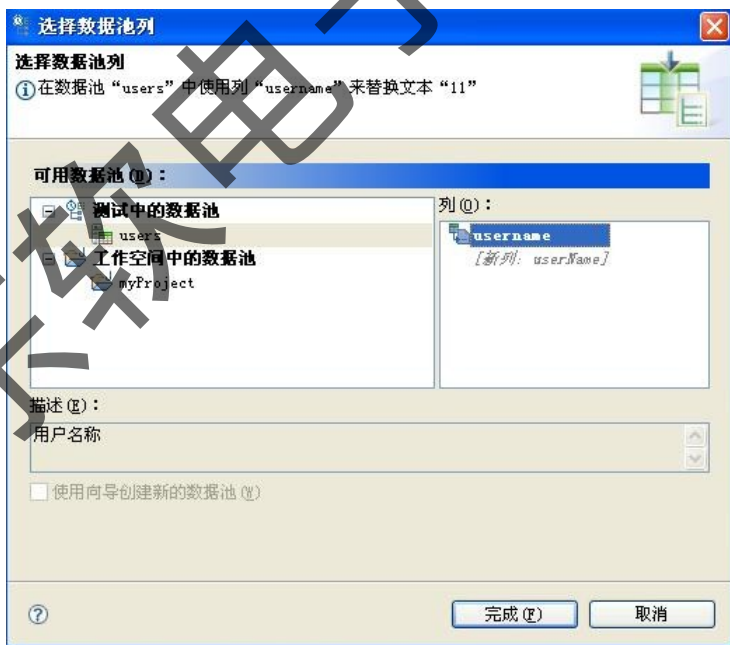 选择数据池列
选择数据池列
在数据池“users”中使用列“username”来替换文本“11”
可用数据池(D)：
列(O)：
测试中的数据池
users
工作空间中的数据池
myProject
username
[新列: userName]
描述(E)：
用户名称
使用向导创建新的数据池(W)
完成(F)
取消
软电子